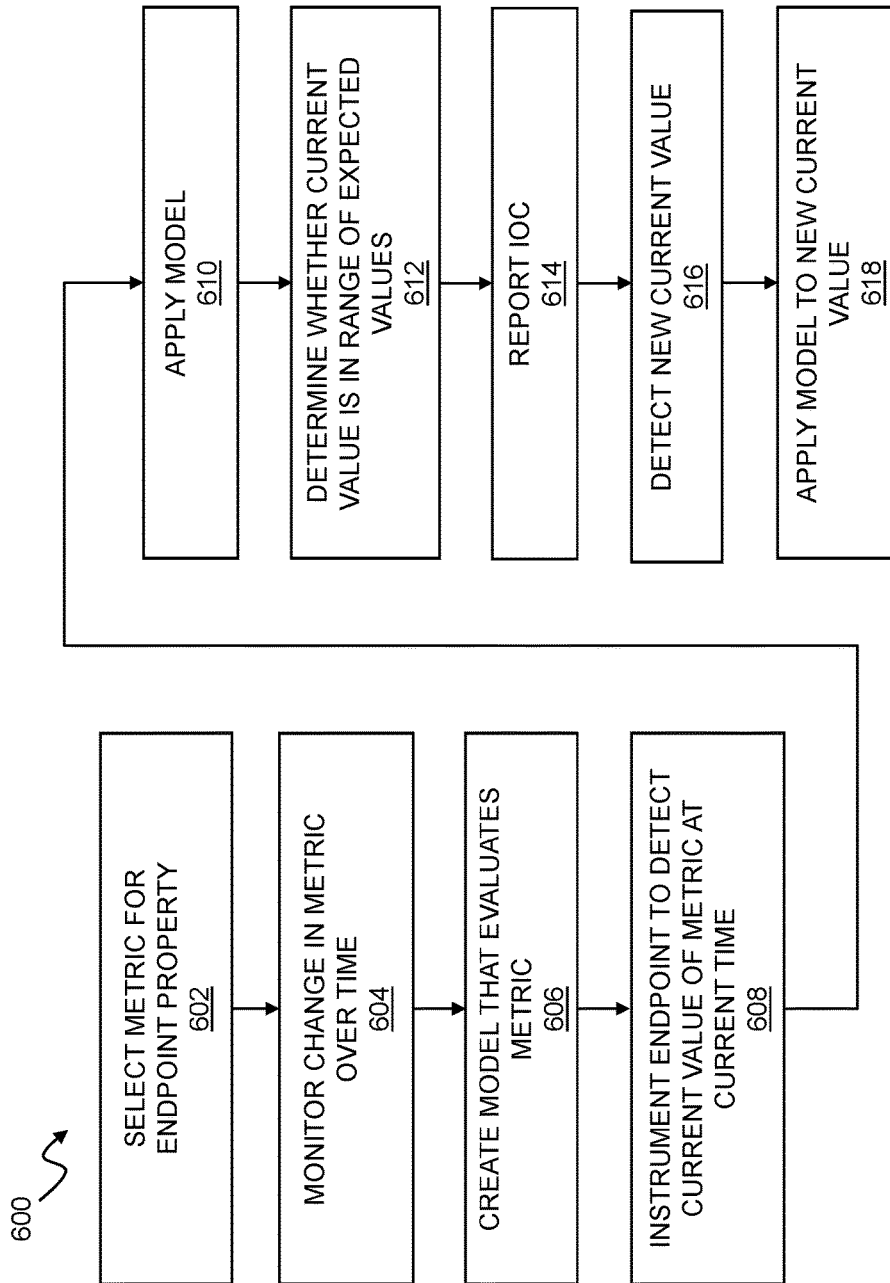 600
SELECT METRIC FOR
ENDPOINT PROPERTY
602
MONITOR CHANGE IN METRIC
OVER TIME
604
CREATE MODEL THAT EVALUATES
METRIC
606
INSTRUMENT ENDPOINT TO DETECT
CURRENT VALUE OF METRIC AT
CURRENT TIME
608
APPLY MODEL
610
DETERMINE WHETHER CURRENT
VALUE IS IN RANGE OF EXPECTED
VALUES
612
REPORT IOC
614
DETECT NEW CURRENT VALUE
616
APPLY MODEL TO NEW CURRENT
VALUE
618